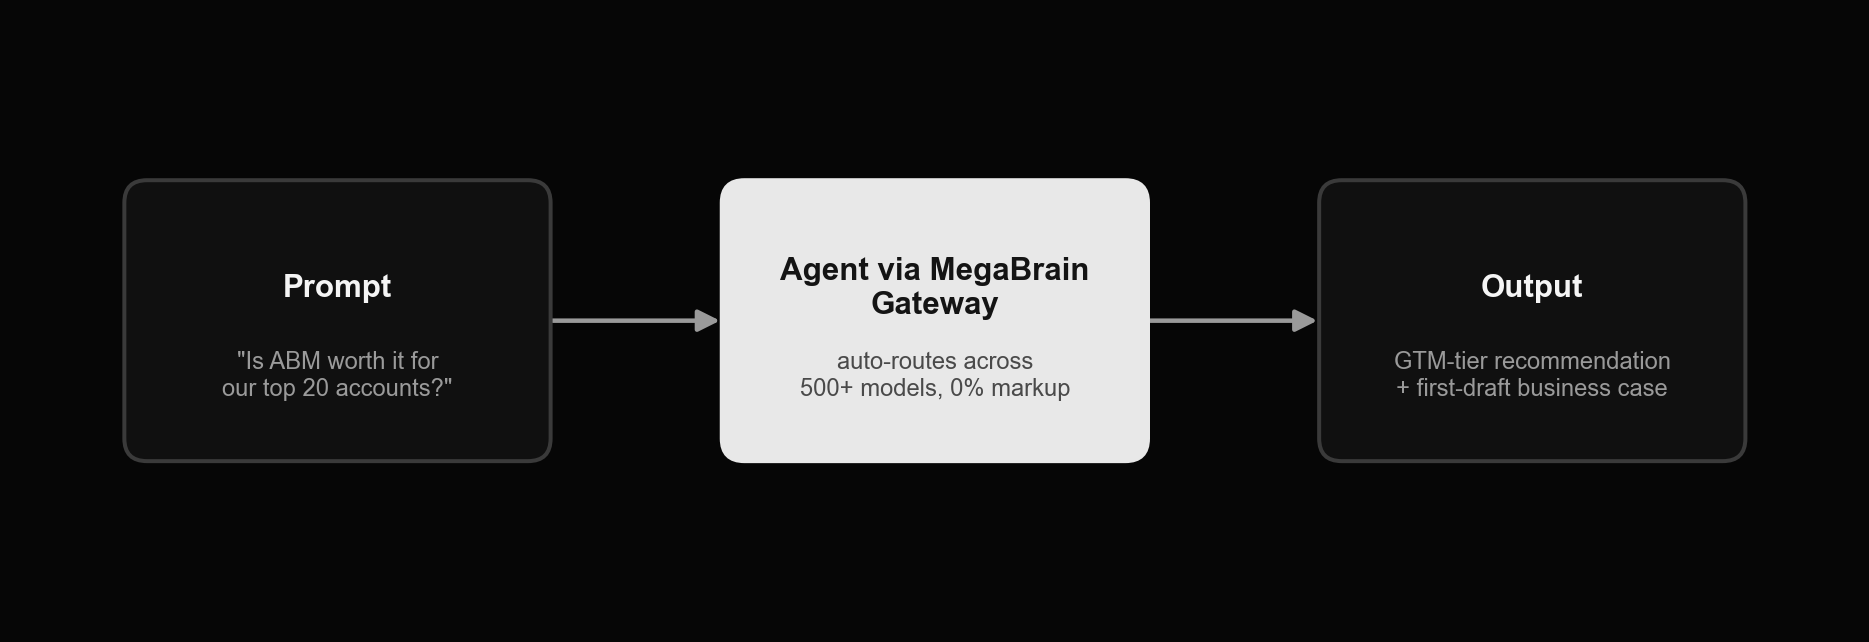 Prompt
"Is ABM worth it for
our top 20 accounts?"
Agent via MegaBrain
Gateway
auto-routes across
500+ models, 0% markup
Output
GTM-tier recommendation
+ first-draft business case